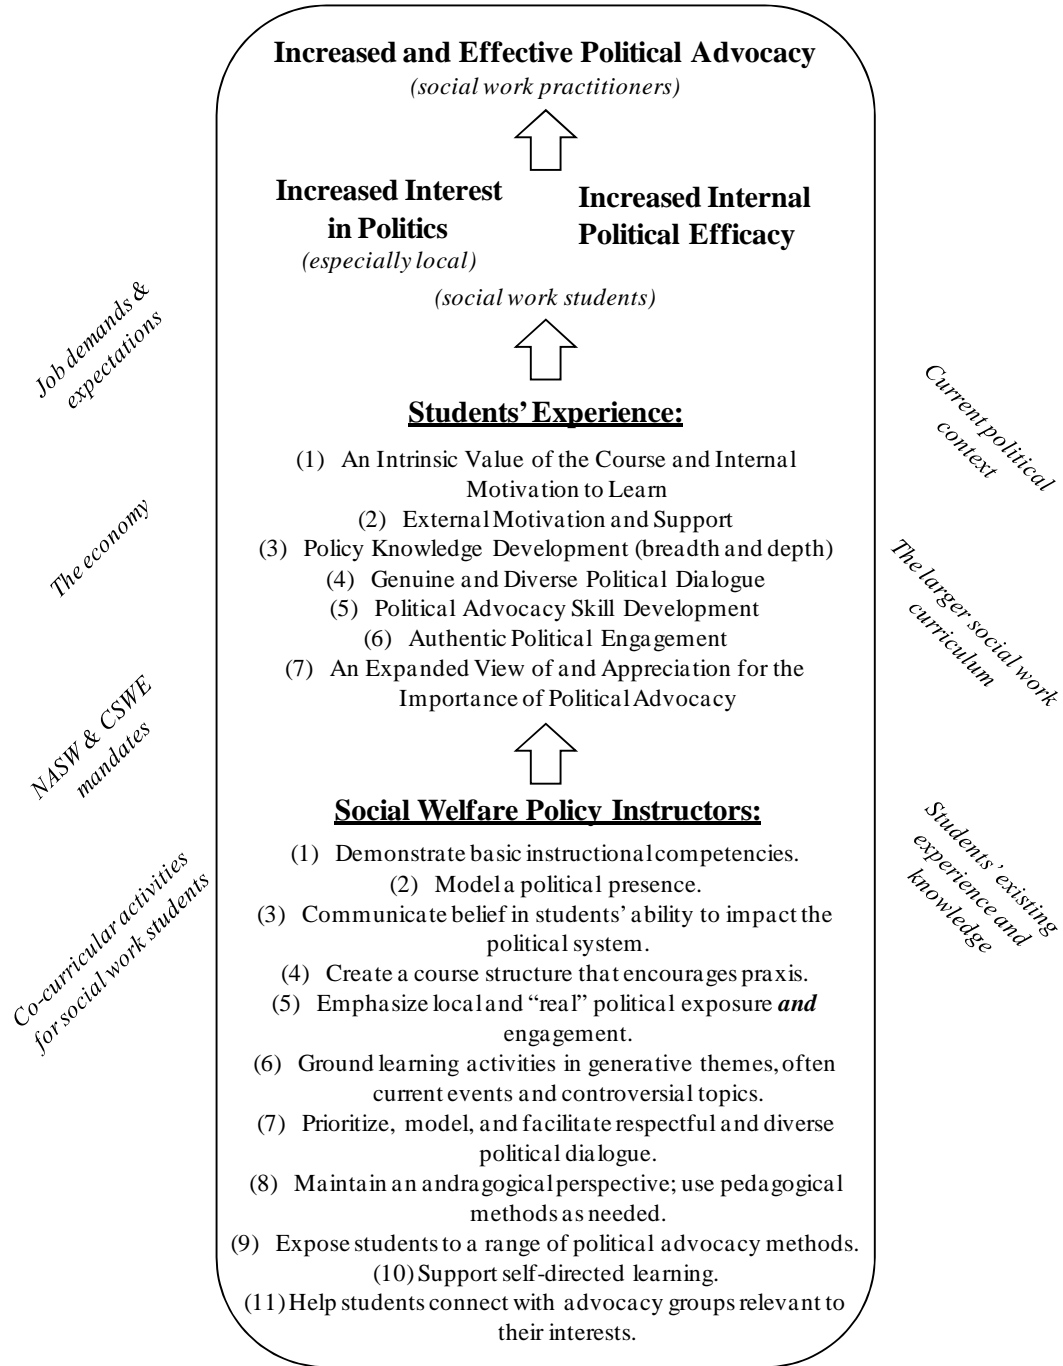 Increased and Effective Political Advocacy
(social work practitioners)
Increased Interest
in Politics
(especially local)
Increased Internal
Political Efficacy
(social work students)
Students' Experience:
(1) An Intrinsic Value of the Course and Internal
Motivation to Learn
(2) External Motivation and Support
(3) Policy Knowledge Development (breadth and depth)
(4) Genuine and Diverse Political Dialogue
(5) Political Advocacy Skill Development
(6) Authentic Political Engagement
(7) An Expanded View of and Appreciation for the
Importance of Political Advocacy
Social Welfare Policy Instructors:
(1) Demonstrate basic instructional competencies.
(2) Model a political presence.
(3) Communicate belief in students' ability to impact the
political system.
(4) Create a course structure that encourages praxis.
(5) Emphasize local and “real” political exposure and
engagement.
(6) Ground learning activities in generative themes, often
current events and controversial topics.
(7) Prioritize, model, and facilitate respectful and diverse
political dialogue.
(8) Maintain an andragogical perspective; use pedagogical
methods as needed.
(9) Expose students to a range of political advocacy methods.
(10) Support self-directed learning.
(11) Help students connect with advocacy groups relevant to
their interests.
Job demands &
expectations
The economy
NASW & CSWE
mandates
Co-curricular activities
for social work students
Current political
context
The larger social work
curriculum
Students' existing
experience and
knowledge